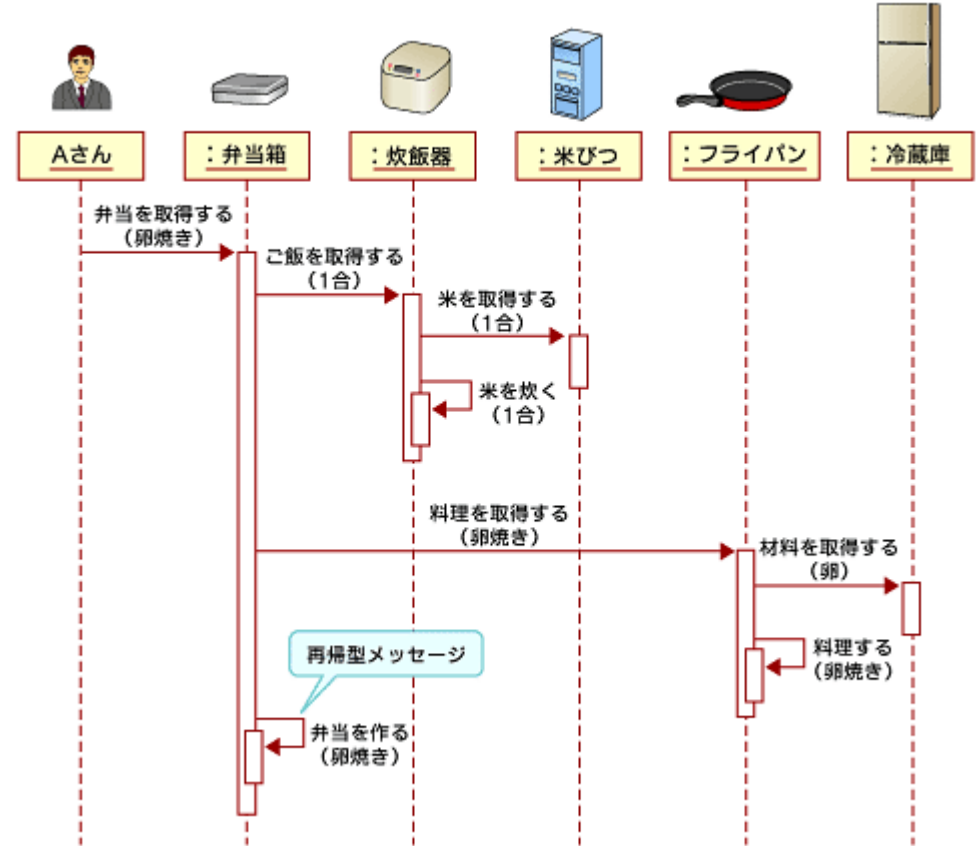 Aさん
：弁当箱
：炊飯器
：米びつ
：フライパン
：冷蔵庫
弁当を取得する
（卵焼き）
ご飯を取得する
（1合）
米を取得する
（1合）
米を炊く
（1合）
料理を取得する
（卵焼き）
材料を取得する
（卵）
料理する
（卵焼き）
再帰型メッセージ
弁当を作る
（卵焼き）